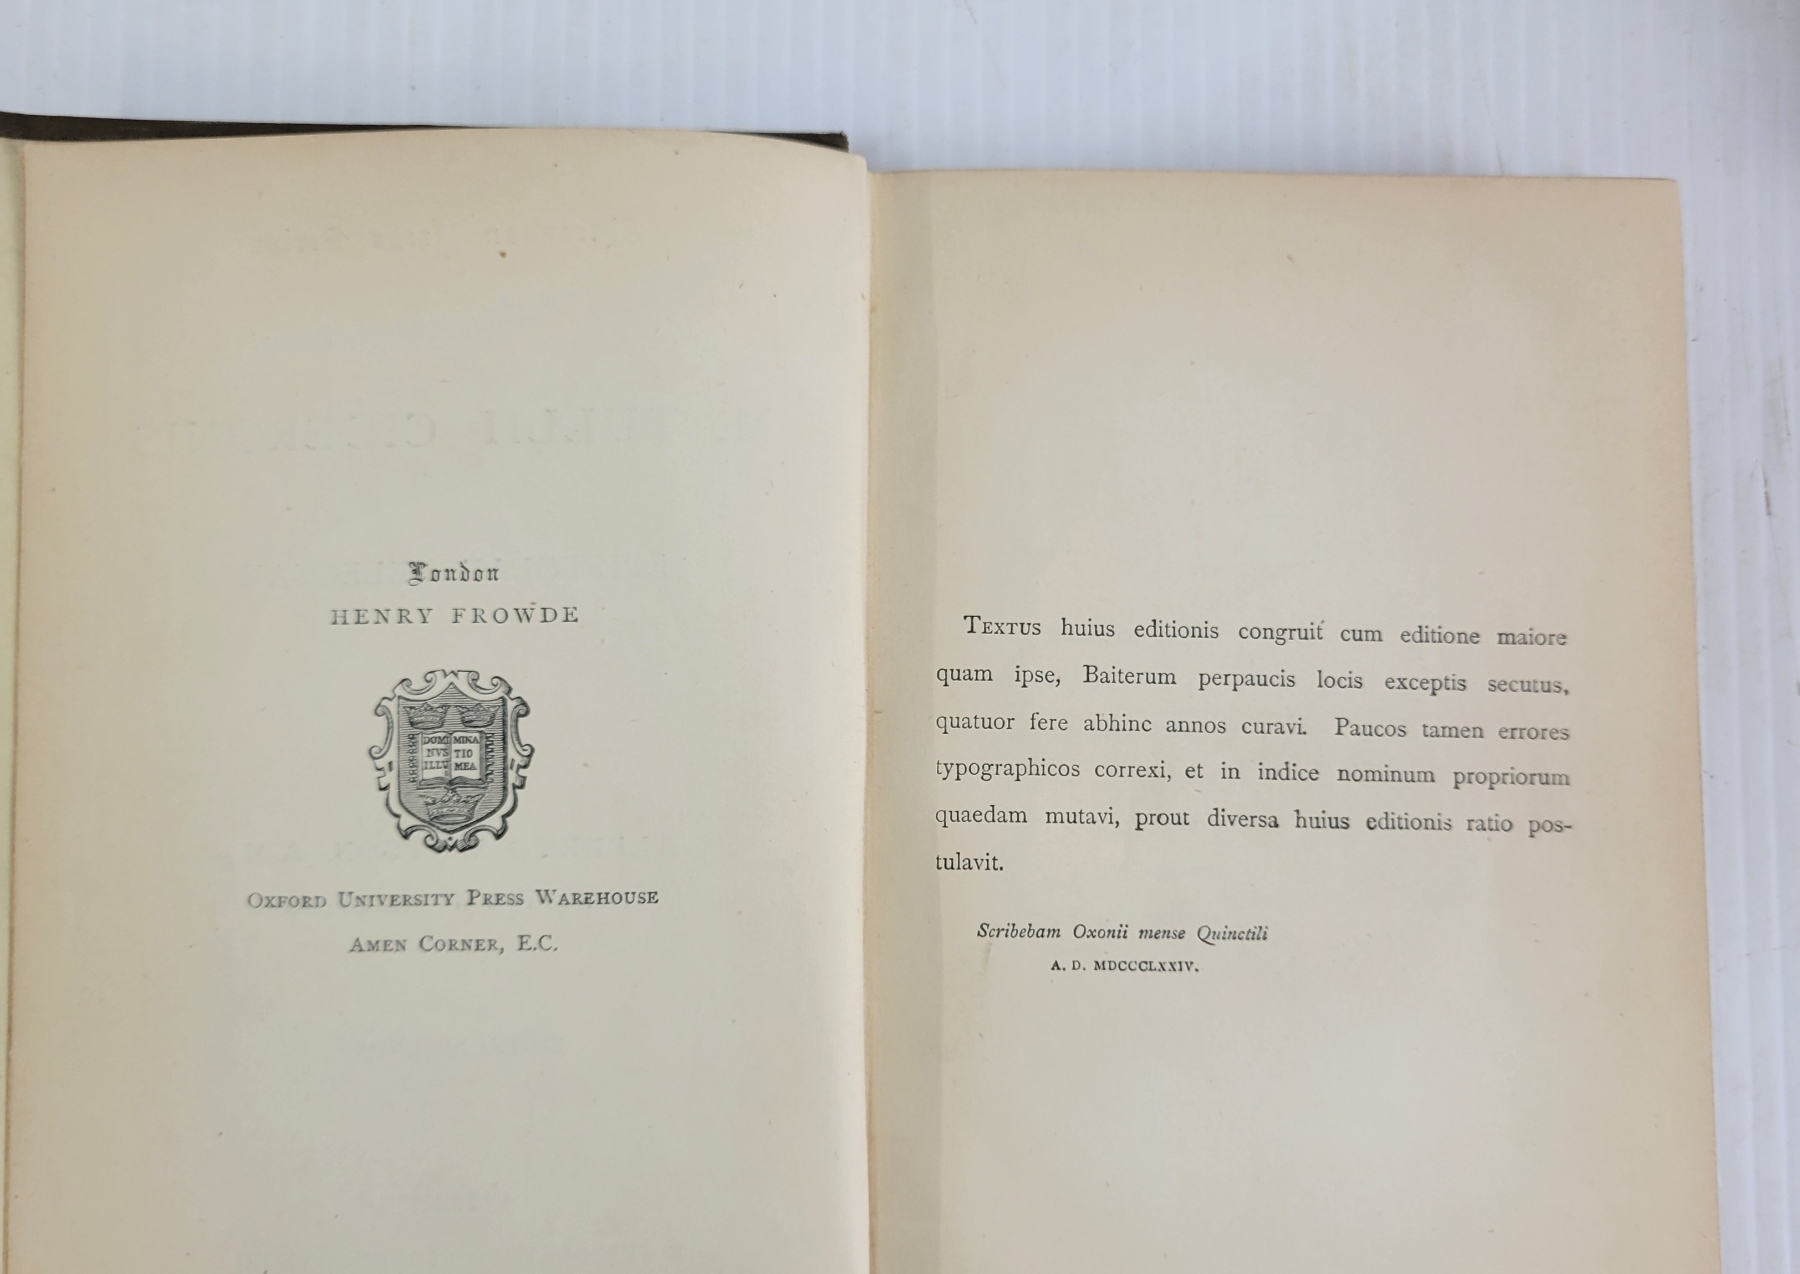 London
HENRY FROWDE
DOMI MINA
NVS TIO
ILLV MEA
OXFORD UNIVERSITY PRESS WAREHOUSE
AMEN CORNER, E.C.
TEXTUS huius editionis congruit cum editione maiore
quam ipse, Baiterum perpaucis locis exceptis secutus,
quatuor fere abhinc annos curavi. Paucos tamen errores
typographicos correxi, et in indice nominum propriorum
quaedam mutavi, prout diversa huius editionis ratio pos-
tulavit.
Scribebam Oxonii mense Quinctili
A. D. MDCCCLXXIV.